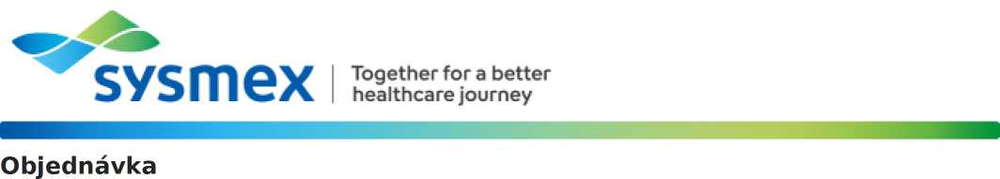 sysmex
Together for a better
healthcare journey
Objednávka